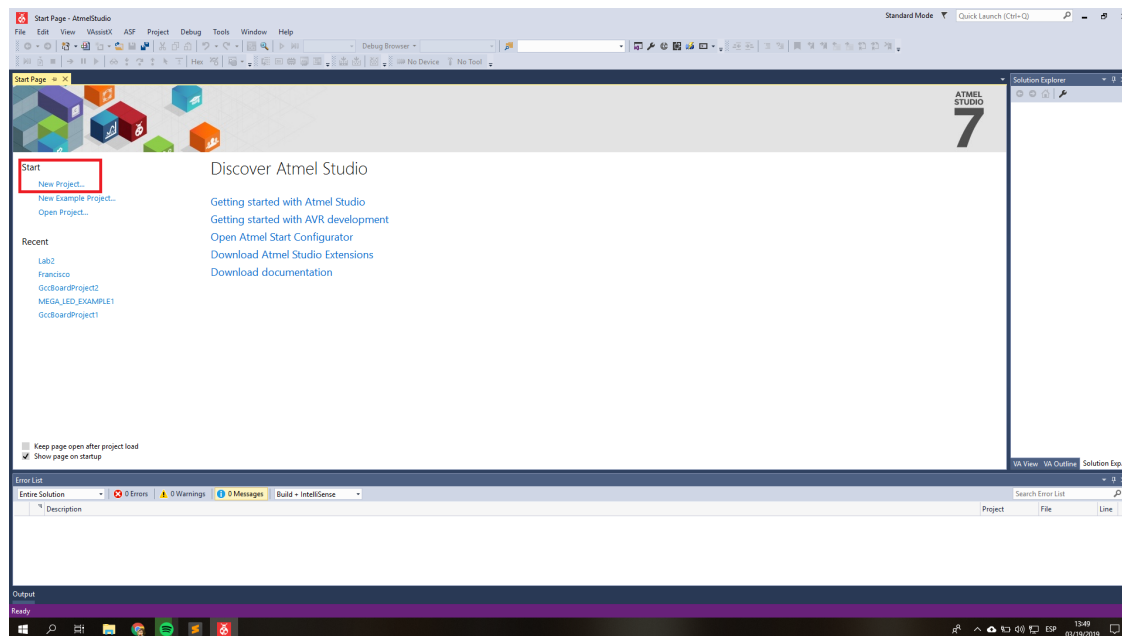 Start Page - AtmelStudio
Standard Mode
Quick Launch (Ctrl+Q)
File Edit View VAssistX ASF Project Debug Tools Window Help
Debug Browser
Hex
No Device
No Tool
Start Page
Solution Explorer
ATMEL
STUDIO
7
Start
New Project...
New Example Project...
Open Project...
Recent
Lab2
Francisco
GccBoardProject2
MEGA_LED_EXAMPLE1
GccBoardProject1
Discover Atmel Studio
Getting started with Atmel Studio
Getting started with AVR development
Open Atmel Start Configurator
Download Atmel Studio Extensions
Download documentation
Keep page open after project load
Show page on startup
VA View VA Outline Solution Exp
Error List
Entire Solution 0 Errors 0 Warnings 0 Messages Build + IntelliSense
Search Error List
Description Project File Line
Output
Ready
ESP
13:49
03/19/2019